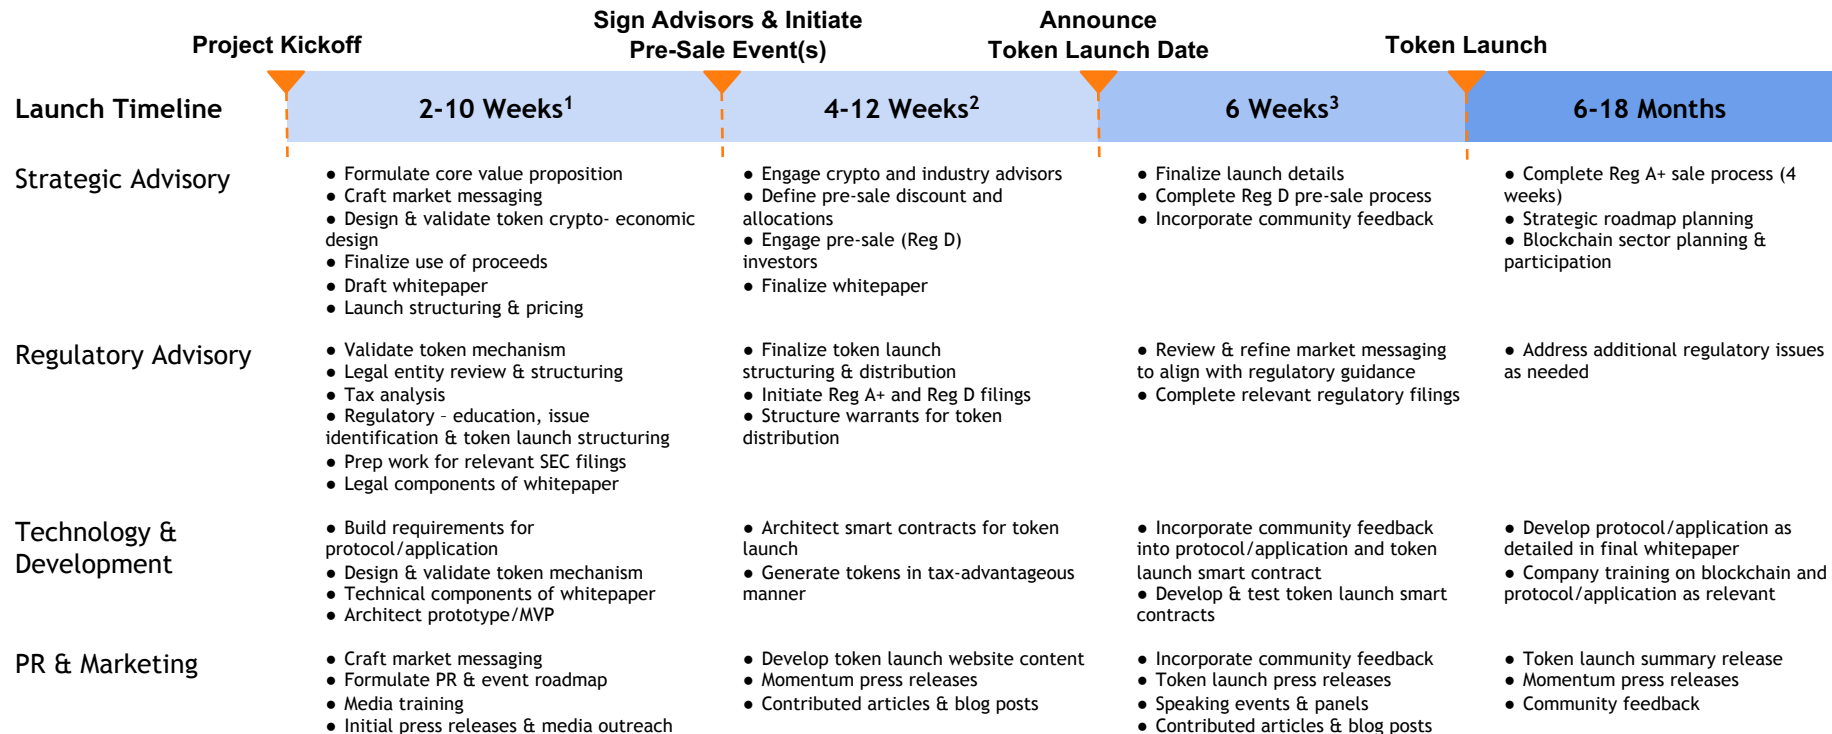 Project Kickoff
Sign Advisors & Initiate
Pre-Sale Event(s)
Announce
Token Launch Date
Token Launch
Launch Timeline
2-10 Weeks¹
4-12 Weeks²
6 Weeks³
6-18 Months
Strategic Advisory
● Formulate core value proposition
● Craft market messaging
● Design & validate token crypto- economic
design
● Finalize use of proceeds
● Draft whitepaper
● Launch structuring & pricing
● Engage crypto and industry advisors
● Define pre-sale discount and
allocations
● Engage pre-sale (Reg D)
investors
● Finalize whitepaper
● Finalize launch details
● Complete Reg D pre-sale process
● Incorporate community feedback
● Complete Reg A+ sale process (4
weeks)
● Strategic roadmap planning
● Blockchain sector planning &
participation
Regulatory Advisory
● Validate token mechanism
● Legal entity review & structuring
● Tax analysis
● Regulatory – education, issue
identification & token launch structuring
● Prep work for relevant SEC filings
● Legal components of whitepaper
● Finalize token launch
structuring & distribution
● Initiate Reg A+ and Reg D filings
● Structure warrants for token
distribution
● Review & refine market messaging
to align with regulatory guidance
● Complete relevant regulatory filings
● Address additional regulatory issues
as needed
Technology &
Development
● Build requirements for
protocol/application
● Design & validate token mechanism
● Technical components of whitepaper
● Architect prototype/MVP
● Architect smart contracts for token
launch
● Generate tokens in tax-advantageous
manner
● Incorporate community feedback
into protocol/application and token
launch smart contract
● Develop & test token launch smart
contracts
● Develop protocol/application as
detailed in final whitepaper
● Company training on blockchain and
protocol/application as relevant
PR & Marketing
● Craft market messaging
● Formulate PR & event roadmap
● Media training
● Initial press releases & media outreach
● Develop token launch website content
● Momentum press releases
● Contributed articles & blog posts
● Incorporate community feedback
● Token launch press releases
● Speaking events & panels
● Contributed articles & blog posts
● Token launch summary release
● Momentum press releases
● Community feedback